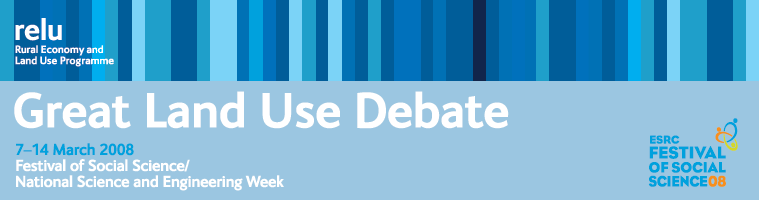 relu
Rural Economy and
Land Use Programme
Great Land Use Debate
7–14 March 2008
Festival of Social Science/
National Science and Engineering Week
ESRC
FESTIVAL
OF SOCIAL
SCIENCE08